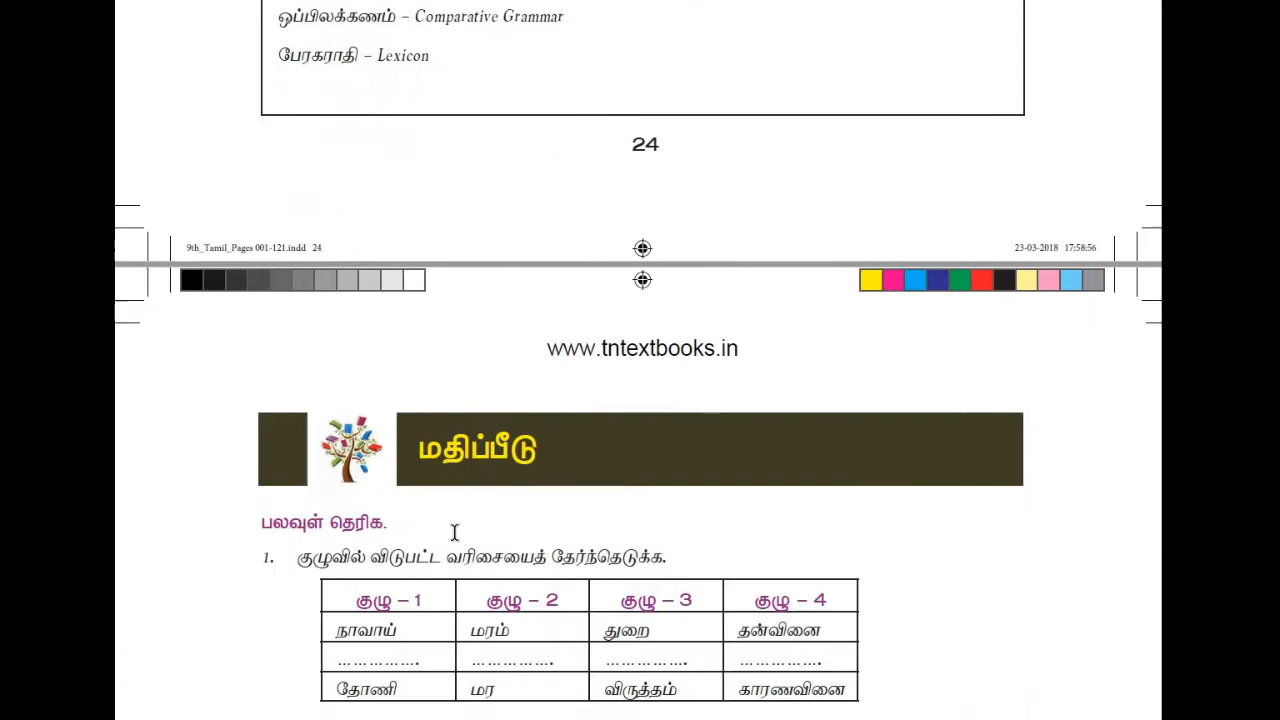 ஒப்பிலக்கணம் – Comparative Grammar
பேரகராதி – Lexicon
24
9th_Tamil_Pages 001-121.indd 24
23-03-2018 17:58:56
www.tntextbooks.in
மதிப்பீடு
பலவுள் தெரிக.
1. குழுவில் விடுபட்ட வரிசையைத் தேர்ந்தெடுக்க.
குழு – 1 குழு – 2 குழு – 3 குழு – 4
நாவாய் மரம் துறை தன்வினை
…………….  …………….  …………….  …………….
தோணி மர விருத்தம் காரணவினை